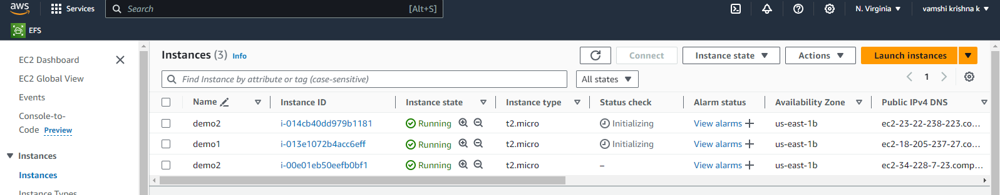 aws Services Search [Alt+S] N. Virginia vamshi krishna k
EFS
EC2 Dashboard
EC2 Global View
Events
Console-to-
Code Preview
Instances
Instances
Instance Types
Instances (3) Info Connect Instance state Actions Launch instances
Find Instance by attribute or tag (case-sensitive) All states 1
Name Instance ID Instance state Instance type Status check Alarm status Availability Zone Public IPv4 DNS
demo2 i-014cb40dd979b1181 Running t2.micro Initializing View alarms + us-east-1b ec2-23-22-238-223.co...
demo1 i-013e1072b4acc6eff Running t2.micro Initializing View alarms + us-east-1b ec2-18-205-237-27.co...
demo2 i-00e01eb50eefb0bf1 Running t2.micro – View alarms + us-east-1b ec2-34-228-7-23.comp...